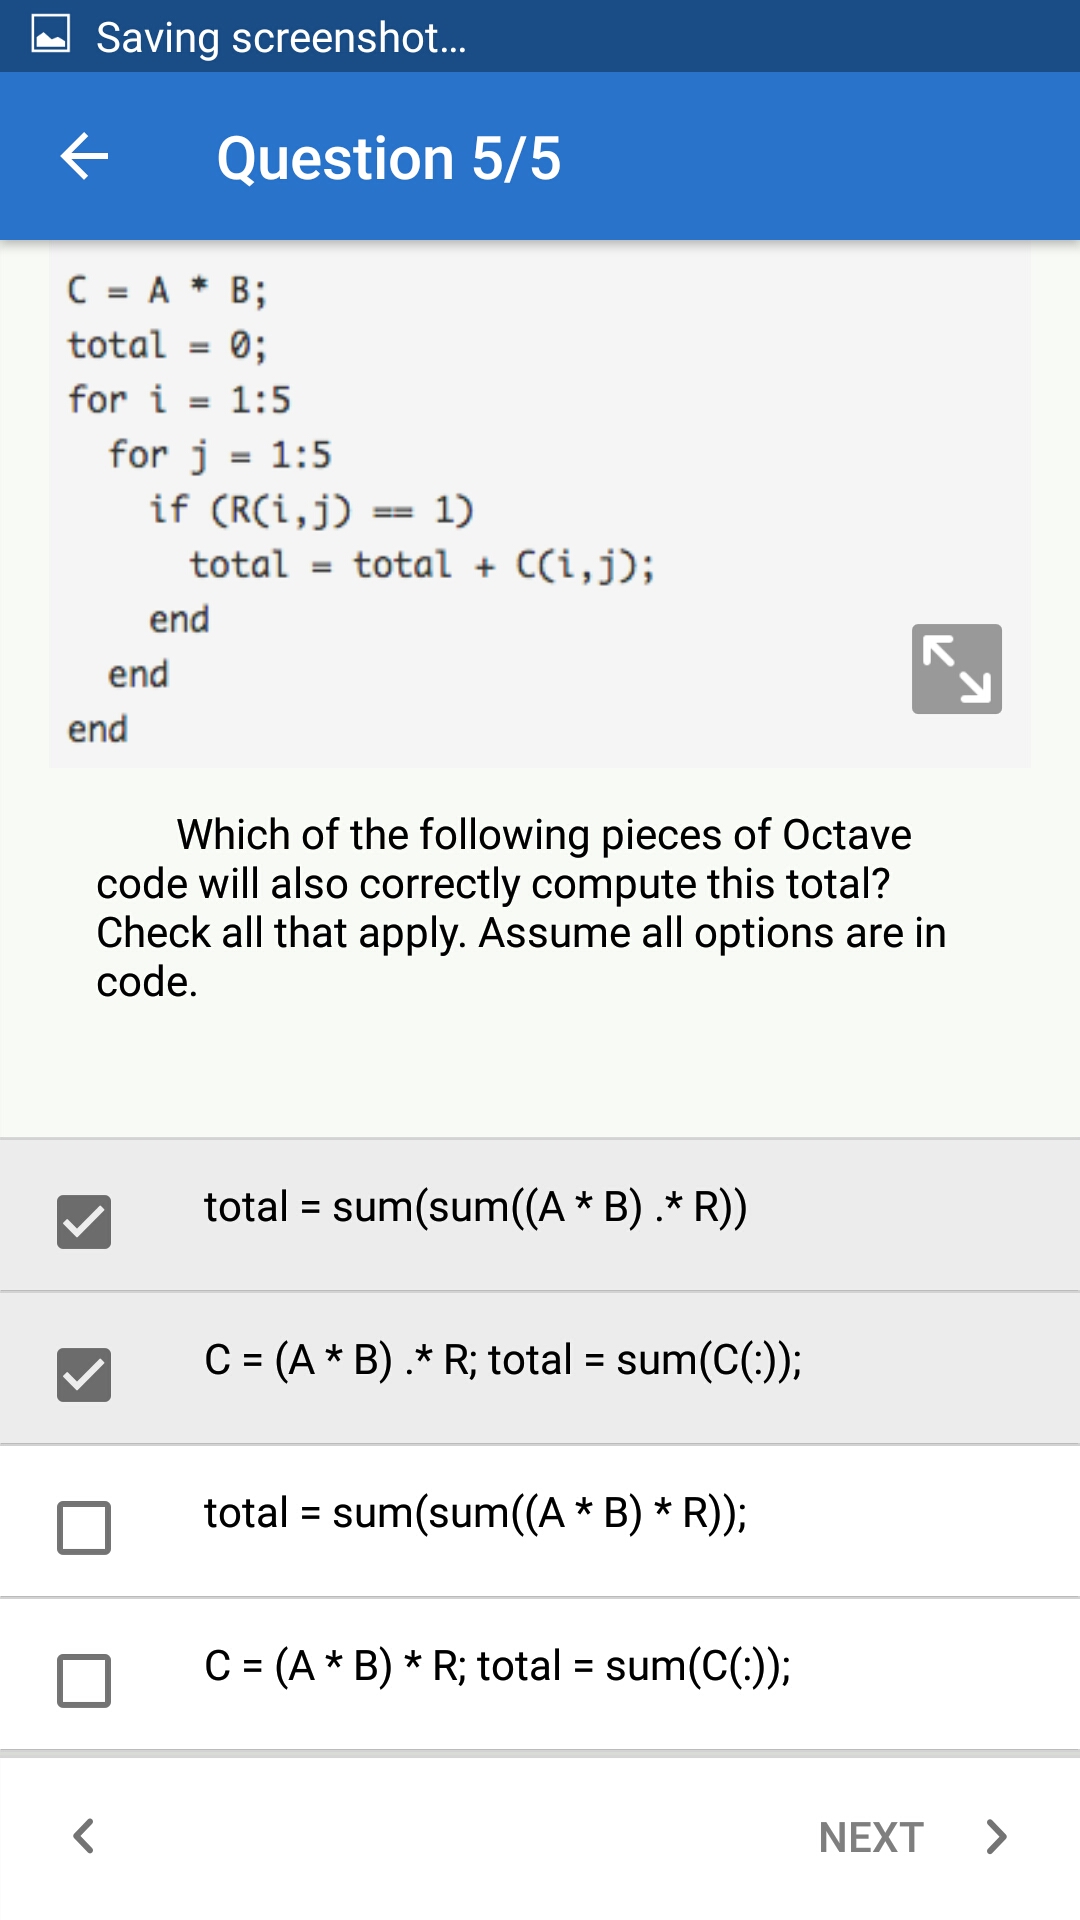 Saving screenshot...
Question 5/5
C = A * B;
total = 0;
for i = 1:5
  for j = 1:5
    if (R(i,j) == 1)
      total = total + C(i,j);
    end
  end
end
Which of the following pieces of Octave
code will also correctly compute this total?
Check all that apply. Assume all options are in
code.
total = sum(sum((A * B) .* R))
C = (A * B) .* R; total = sum(C(:));
total = sum(sum((A * B) * R));
C = (A * B) * R; total = sum(C(:));
NEXT